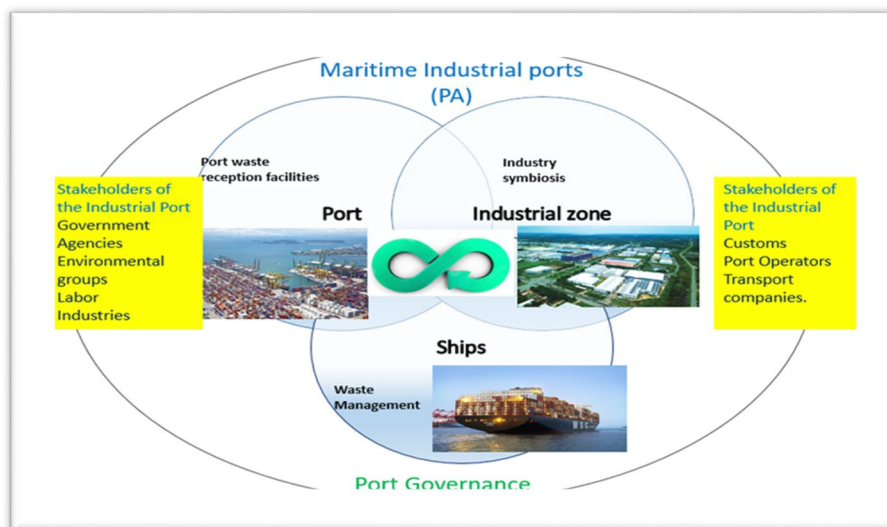 Maritime Industrial ports
(PA)
Port waste
reception facilities
Industry
symbiosis
Stakeholders of
the Industrial Port
Government
Agencies
Environmental
groups
Labor
Industries
Port
Industrial zone
Stakeholders of
the Industrial
Port
Customs
Port Operators
Transport
companies.
Ships
Waste
Management
M S C
Port Governance